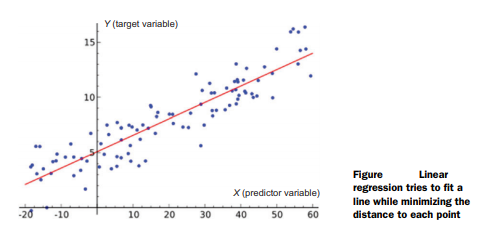 Y (target variable)
15
10
5
X (predictor variable)
-20 -10 0 10 20 30 40 50 60
Figure Linear
regression tries to fit a
line while minimizing the
distance to each point